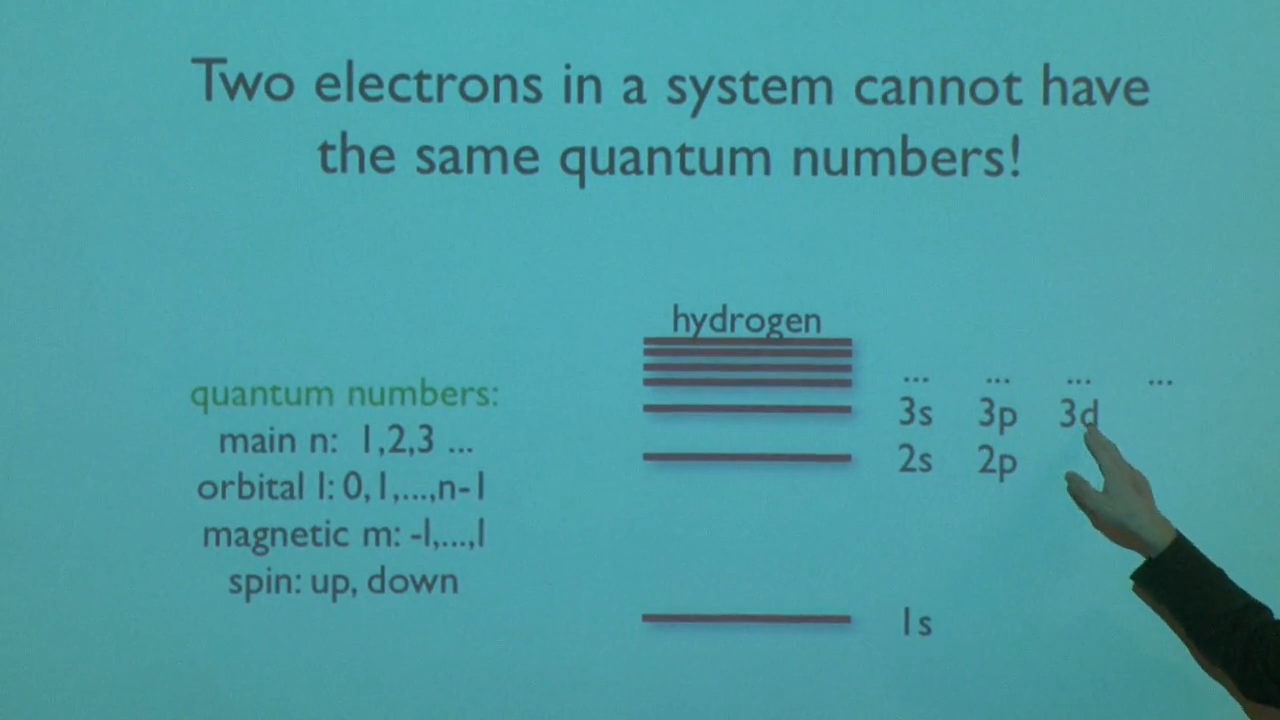 Two electrons in a system cannot have
the same quantum numbers!
quantum numbers:
main n: 1,2,3 ...
orbital l: 0,1,...,n-1
magnetic m: -l,...,l
spin: up, down
hydrogen
... ... ... ...
3s 3p 3d
2s 2p
1s